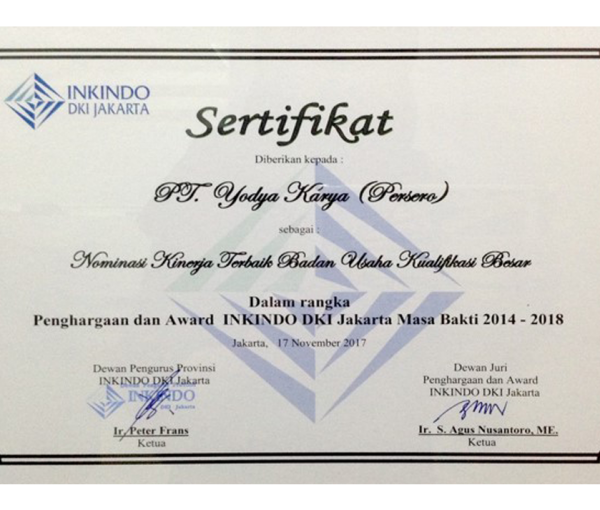 INKINDO
DKI JAKARTA
Sertifikat
Diberikan kepada :
PT. Yodya Karya (Persero)
sebagai :
Nominasi Kinerja Terbaik Badan Usaha Kualifikasi Besar
Dalam rangka
Penghargaan dan Award INKINDO DKI Jakarta Masa Bakti 2014 - 2018
Jakarta, 17 November 2017
Dewan Pengurus Provinsi
INKINDO DKI Jakarta
INKINDO
DKI Jakarta
Ir. Peter Frans
Ketua
Dewan Juri
Penghargaan dan Award
INKINDO DKI Jakarta
Ir. S. Agus Nusantoro, ME.
Ketua